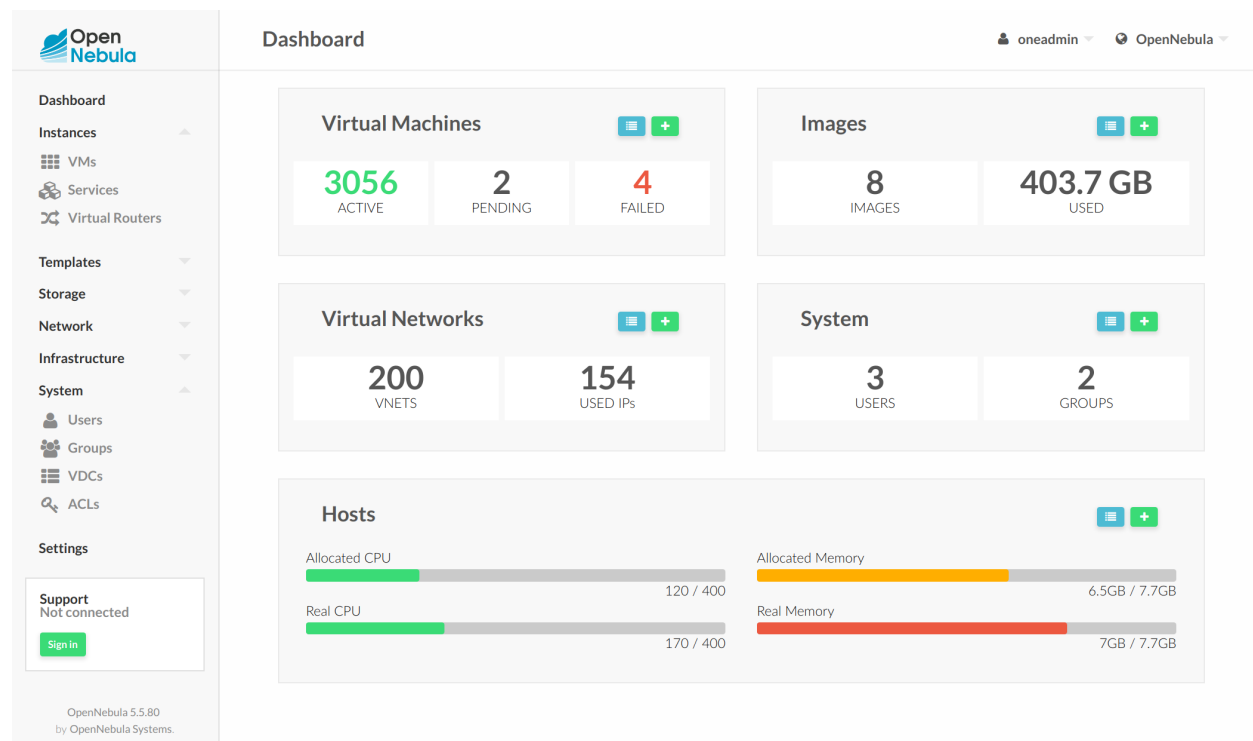 Open
Nebula
Dashboard
oneadmin
OpenNebula
Dashboard
Instances
VMs
Services
Virtual Routers
Templates
Storage
Network
Infrastructure
System
Users
Groups
VDCs
ACLs
Settings
Support
Not connected
Sign in
OpenNebula 5.5.80
by OpenNebula Systems.
Virtual Machines
3056
ACTIVE
2
PENDING
4
FAILED
Images
8
IMAGES
403.7 GB
USED
Virtual Networks
200
VNETS
154
USED IPs
System
3
USERS
2
GROUPS
Hosts
Allocated CPU
120 / 400
Real CPU
170 / 400
Allocated Memory
6.5GB / 7.7GB
Real Memory
7GB / 7.7GB